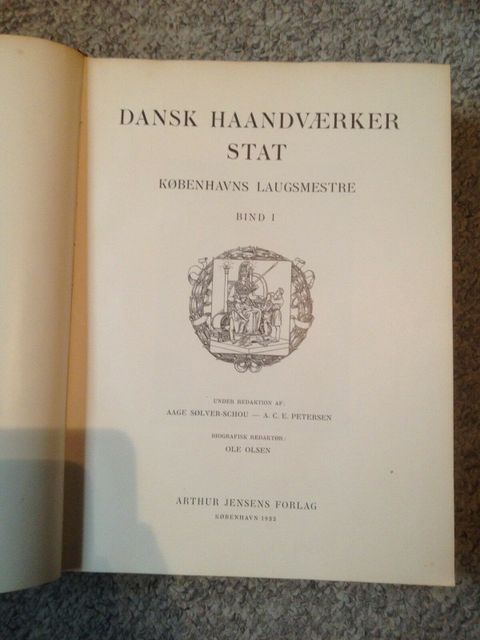 DANSK HAANDVÆRKER
STAT
KØBENHAVNS LAUGSMESTRE
BIND I
UNDER REDAKTION AF:
AAGE SØLVER-SCHOU — A. C. E. PETERSEN
BIOGRAFISK REDAKTØR:
OLE OLSEN
ARTHUR JENSENS FORLAG
KØBENHAVN 1932